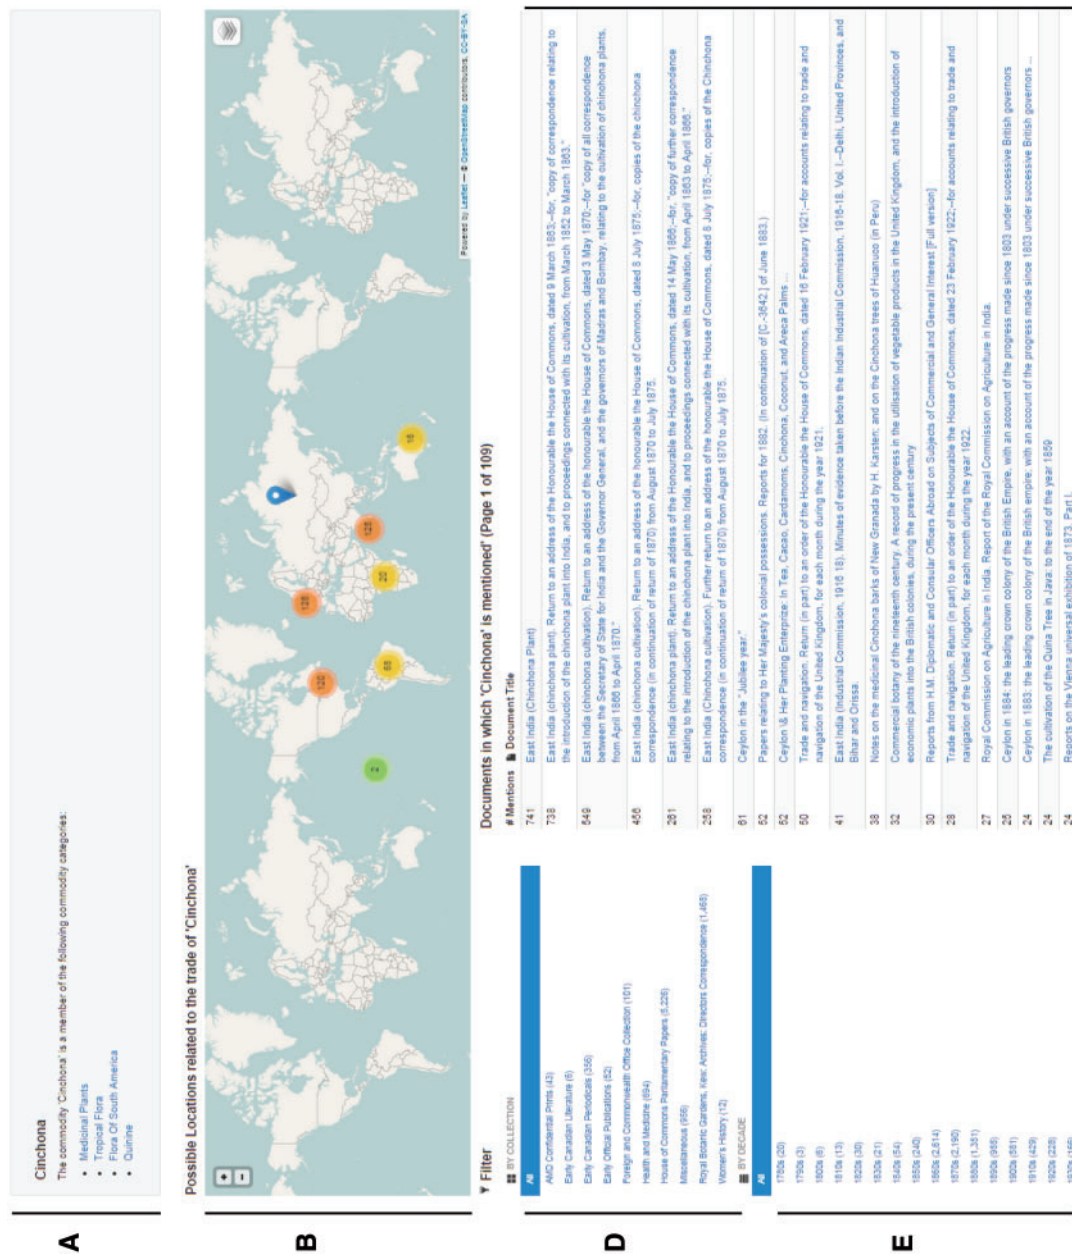 A
Cinchona
The commodity 'Cinchona' is a member of the following commodity categories:
• Medicinal Plants
• Tropical Flora
• Flora Of South America
• Quinine
B
Possible Locations related to the trade of 'Cinchona'
+
−
2
126
65
128
20
125
16
Powered by Leaflet — © OpenStreetMap contributors, CC-BY-SA
Filter
D
BY COLLECTION
All
AMD Confidential Prints (43)
Early Canadian Literature (6)
Early Canadian Periodicals (356)
Early Official Publications (52)
Foreign and Commonwealth Office Collection (101)
Health and Medicine (694)
House of Commons Parliamentary Papers (5,226)
Miscellaneous (966)
Royal Botanic Gardens, Kew: Archives: Directors Correspondence (1,468)
Women's History (12)
E
BY DECADE
All
1780s (20)
1790s (3)
1800s (6)
1810s (13)
1820s (30)
1830s (21)
1840s (54)
1850s (240)
1860s (2,614)
1870s (2,190)
1880s (1,351)
1890s (985)
1900s (581)
1910s (429)
1920s (228)
1930s (166)
Documents in which 'Cinchona' is mentioned' (Page 1 of 109)
# Mentions Document Title
741 East India (Chinchona Plant)
738 East India (chinchona plant). Return to an address of the Honourable the House of Commons, dated 9 March 1863;--for, "copy of correspondence relating to
the introduction of the chinchona plant into India, and to proceedings connected with its cultivation, from March 1852 to March 1863."
649 East India (chinchona cultivation). Return to an address of the honourable the House of Commons, dated 3 May 1870;--for "copy of all correspondence
between the Secretary of State for India and the Governor General, and the governors of Madras and Bombay, relating to the cultivation of chinchona plants,
from April 1866 to April 1870."
456 East India (chinchona cultivation). Return to an address of the honourable the House of Commons, dated 8 July 1875;--for, copies of the chinchona
correspondence (in continuation of return of 1870) from August 1870 to July 1875.
261 East India (chinchona plant). Return to an address of the Honourable the House of Commons, dated 14 May 1866;--for, "copy of further correspondence
relating to the introduction of the chinchona plant into India, and to proceedings connected with its cultivation, from April 1863 to April 1866."
258 East India (Chinchona cultivation). Further return to an address of the honourable the House of Commons, dated 8 July 1875;--for, copies of the Chinchona
correspondence (in continuation of return of 1870) from August 1870 to July 1875.
61 Ceylon in the "Jubilee year."
52 Papers relating to Her Majesty's colonial possessions. Reports for 1882. (In continuation of [C.-3642.] of June 1883.)
52 Ceylon \& Her Planting Enterprize: In Tea, Cacao, Cardamoms, Cinchona, Coconut, and Areca Palms ...
50 Trade and navigation. Return (in part) to an order of the Honourable the House of Commons, dated 16 February 1921;--for accounts relating to trade and
navigation of the United Kingdom, for each month during the year 1921.
41 East India (Industrial Commission, 1916 18). Minutes of evidence taken before the Indian Industrial Commission, 1916-18. Vol. I.--Delhi, United Provinces, and
Bihar and Orissa.
38 Notes on the medicinal Cinchona barks of New Granada by H. Karsten; and on the Cinchona trees of Huanuco (in Peru)
32 Commercial botany of the nineteenth century. A record of progress in the utilisation of vegetable products in the United Kingdom, and the introduction of
economic plants into the British colonies, during the present century
30 Reports from H.M. Diplomatic and Consular Officers Abroad on Subjects of Commercial and General Interest [Full version]
28 Trade and navigation. Return (in part) to an order of the Honourable the House of Commons, dated 23 February 1922;--for accounts relating to trade and
navigation of the United Kingdom, for each month during the year 1922.
27 Royal Commission on Agriculture in India. Report of the Royal Commission on Agriculture in India.
25 Ceylon in 1884: the leading crown colony of the British Empire, with an account of the progress made since 1803 under successive British governors
24 Ceylon in 1883: the leading crown colony of the British empire, with an account of the progress made since 1803 under successive British governors ...
24 The cultivation of the Quina Tree in Java: to the end of the year 1859
24 Reports on the Vienna universal exhibition of 1873. Part I.